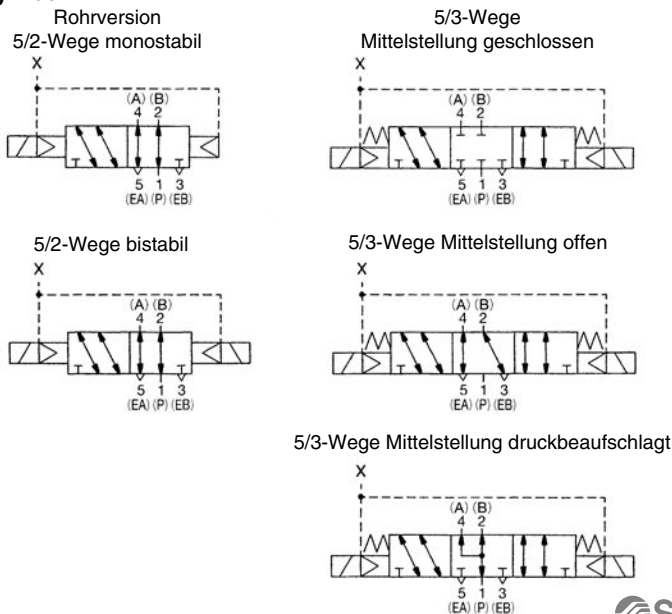 Rohrversion
5/2-Wege monostabil
X
(A) (B)
4 2
5 1 3
(EA) (P) (EB)
5/3-Wege
Mittelstellung geschlossen
X
(A) (B)
4 2
5 1 3
(EA) (P) (EB)
5/2-Wege bistabil
X
(A) (B)
4 2
5 1 3
(EA) (P) (EB)
5/3-Wege Mittelstellung offen
X
(A) (B)
4 2
5 1 3
(EA) (P) (EB)
5/3-Wege Mittelstellung druckbeaufschlagt
X
(A) (B)
4 2
5 1 3
(EA) (P) (EB)